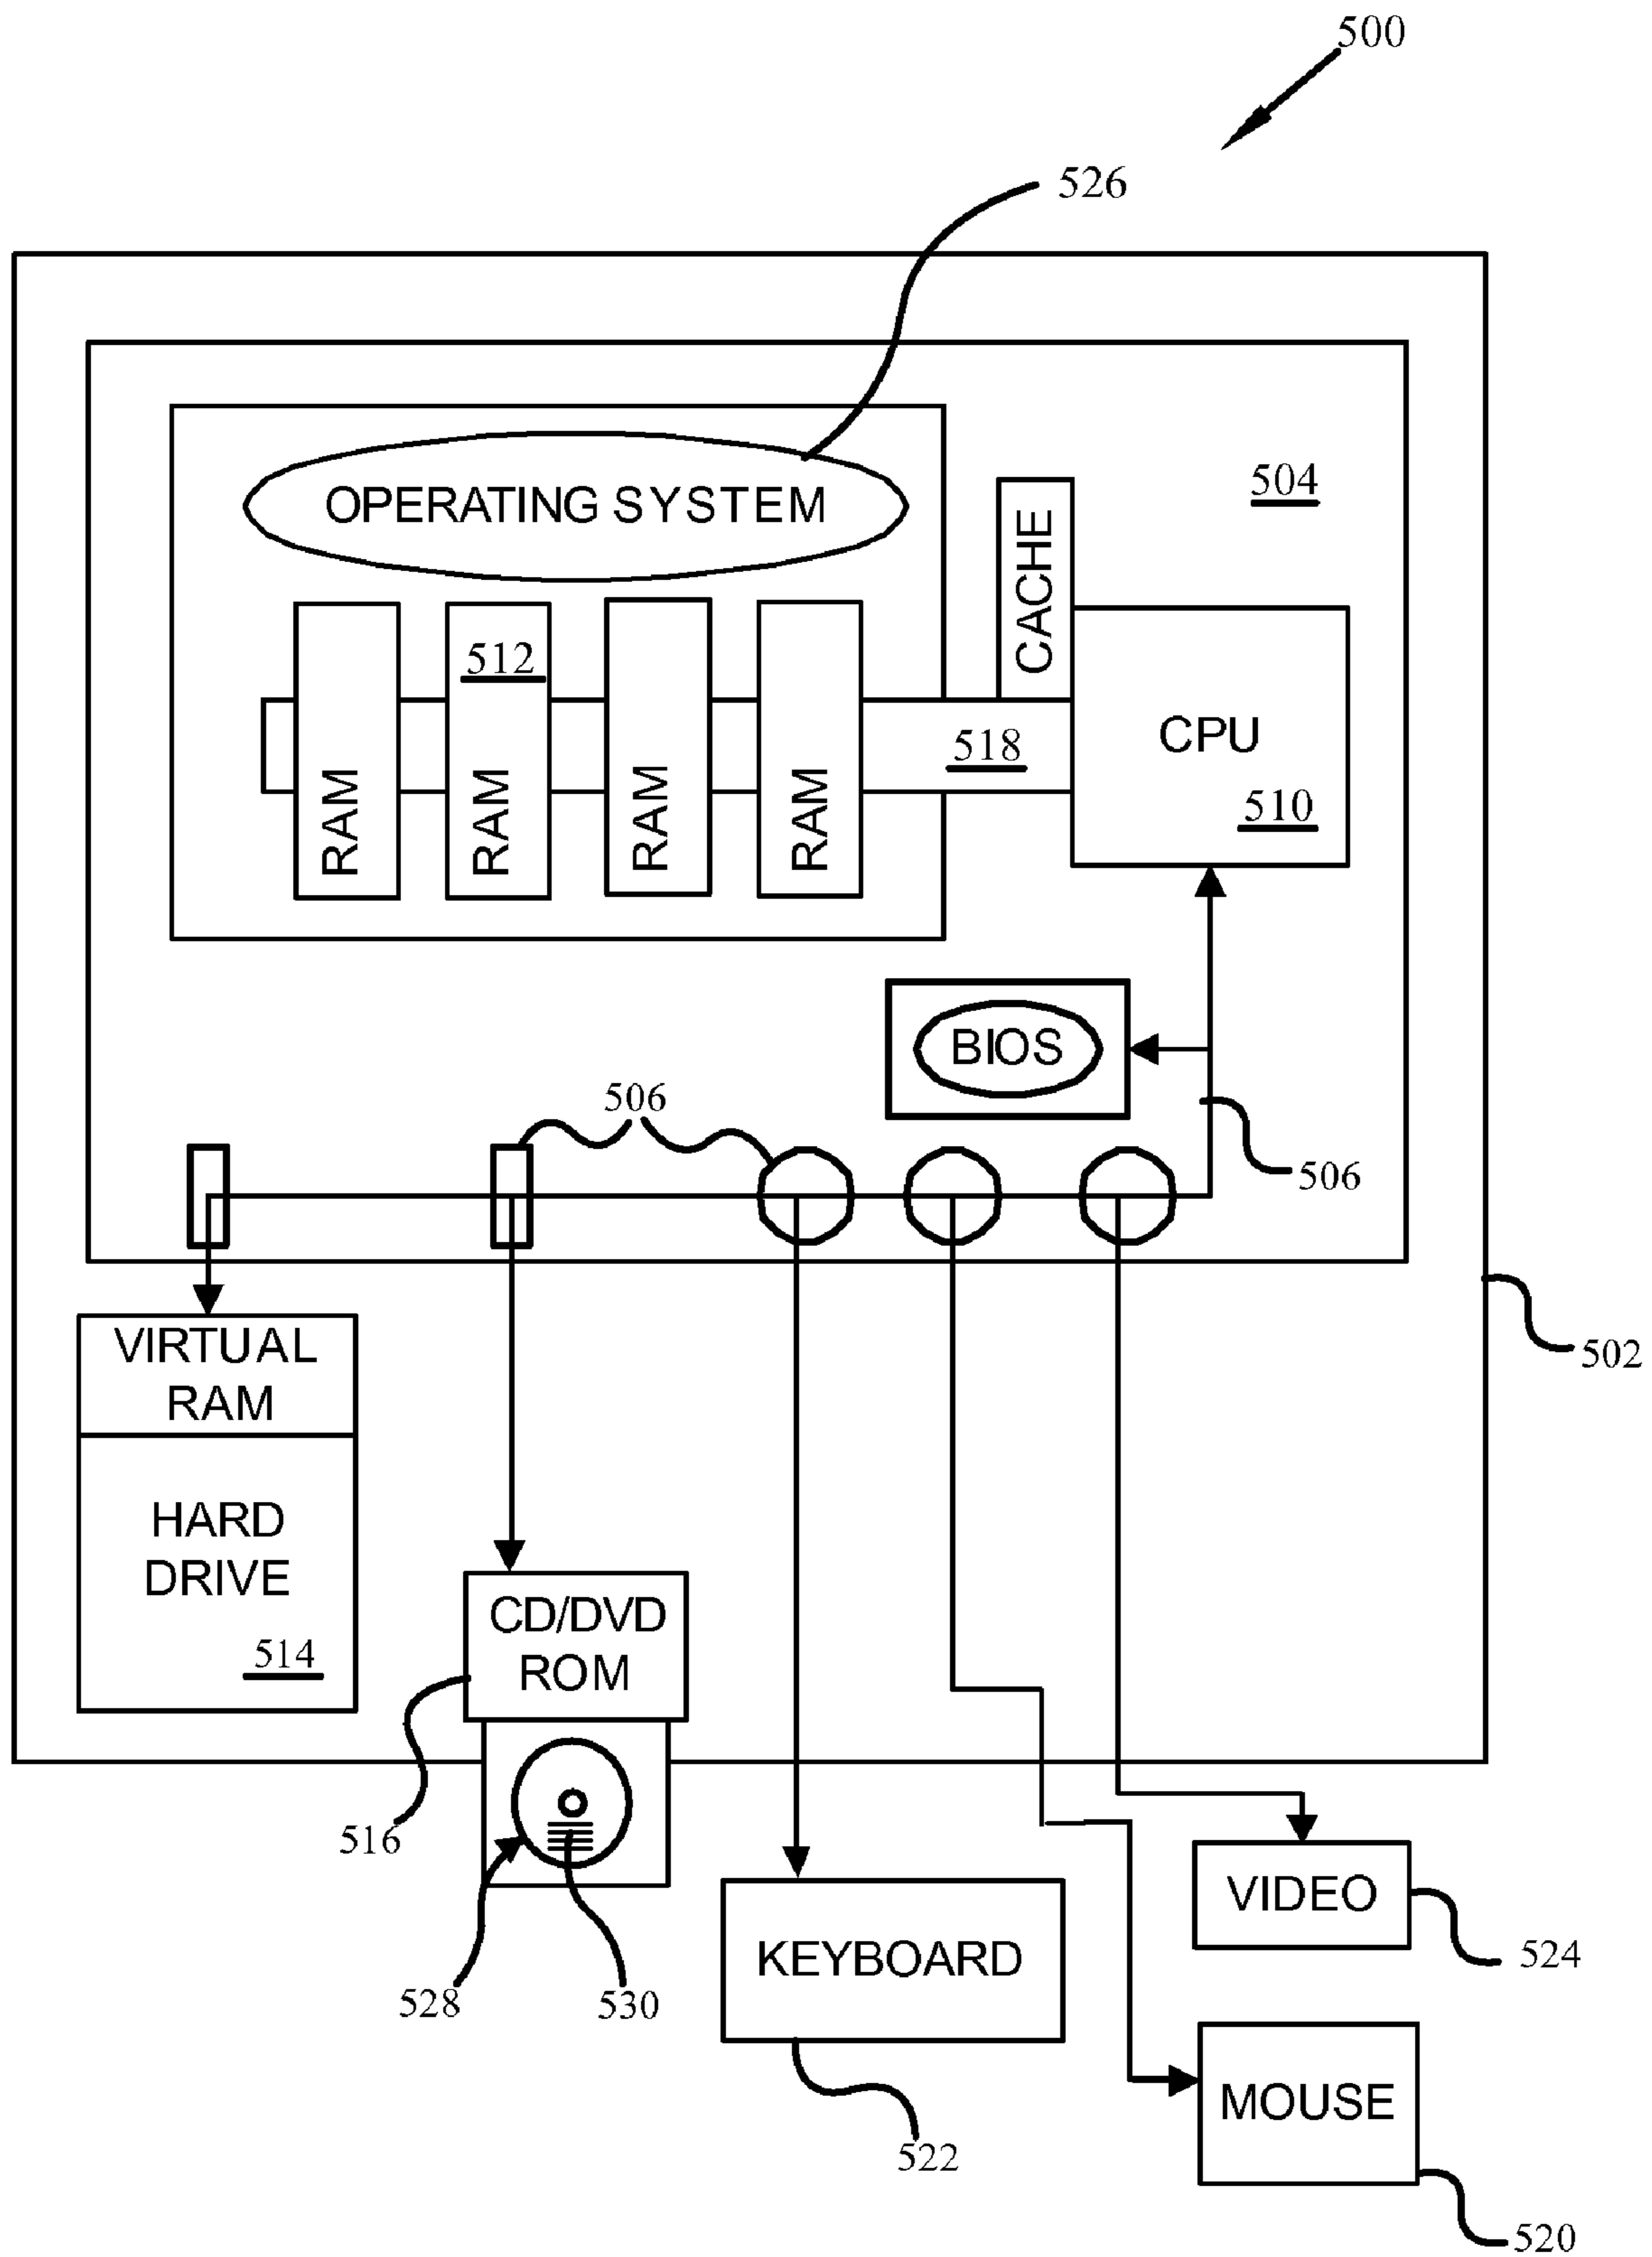 500
526
OPERATING SYSTEM
504
CACHE
512
RAM
RAM
RAM
RAM
518
CPU
510
BIOS
506
506
502
VIRTUAL
RAM
HARD
DRIVE
514
CD/DVD
ROM
516
528
530
KEYBOARD
522
VIDEO
524
MOUSE
520